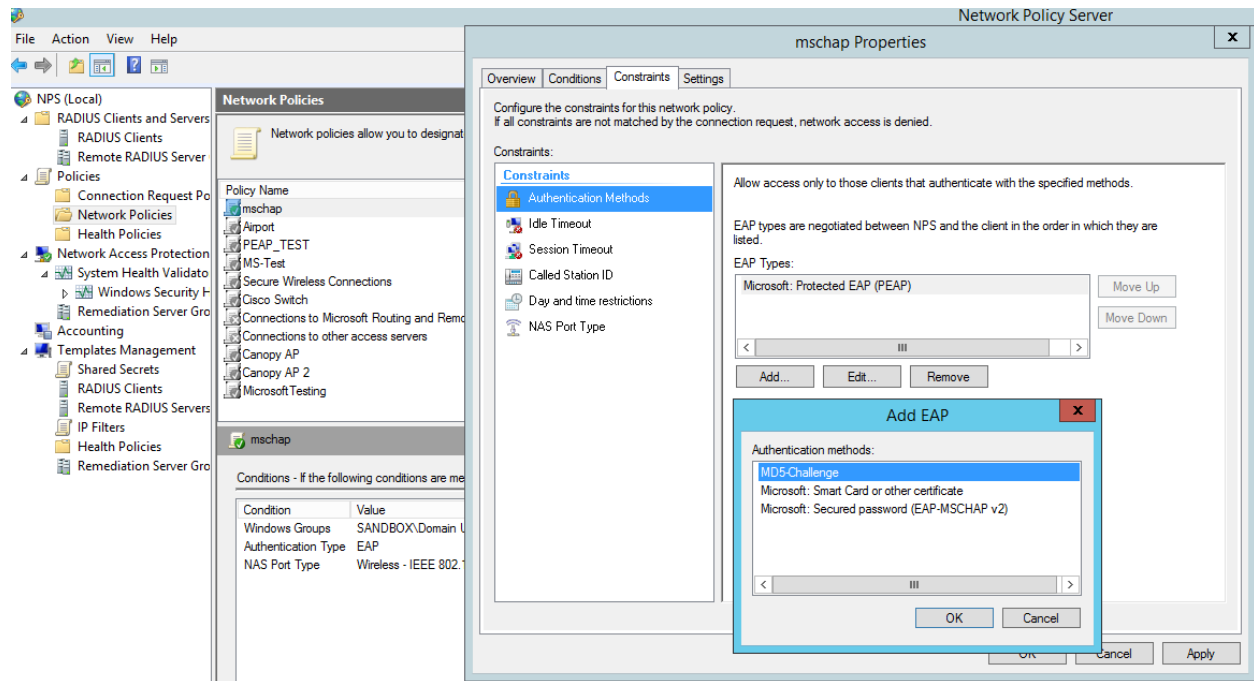 Network Policy Server
File Action View Help
NPS (Local)
RADIUS Clients and Servers
RADIUS Clients
Remote RADIUS Server
Policies
Connection Request Po
Network Policies
Health Policies
Network Access Protection
System Health Validato
Windows Security H
Remediation Server Gro
Accounting
Templates Management
Shared Secrets
RADIUS Clients
Remote RADIUS Servers
IP Filters
Health Policies
Remediation Server Gro
Network Policies
Network policies allow you to designat
Policy Name
mschap
Airport
PEAP_TEST
MS-Test
Secure Wireless Connections
Cisco Switch
Connections to Microsoft Routing and Remo
Connections to other access servers
Canopy AP
Canopy AP 2
MicrosoftTesting
mschap
Conditions - If the following conditions are me
Condition Value
Windows Groups SANDBOX\Domain U
Authentication Type EAP
NAS Port Type Wireless - IEEE 802.1
mschap Properties
x
Overview Conditions Constraints Settings
Configure the constraints for this network policy.
If all constraints are not matched by the connection request, network access is denied.
Constraints:
Constraints
Authentication Methods
Idle Timeout
Session Timeout
Called Station ID
Day and time restrictions
NAS Port Type
Allow access only to those clients that authenticate with the specified methods.
EAP types are negotiated between NPS and the client in the order in which they are
listed.
EAP Types:
Microsoft: Protected EAP (PEAP)
Move Up
Move Down
Add... Edit... Remove
Add EAP
x
Authentication methods:
MD5-Challenge
Microsoft: Smart Card or other certificate
Microsoft: Secured password (EAP-MSCHAP v2)
OK Cancel
OK Cancel Apply